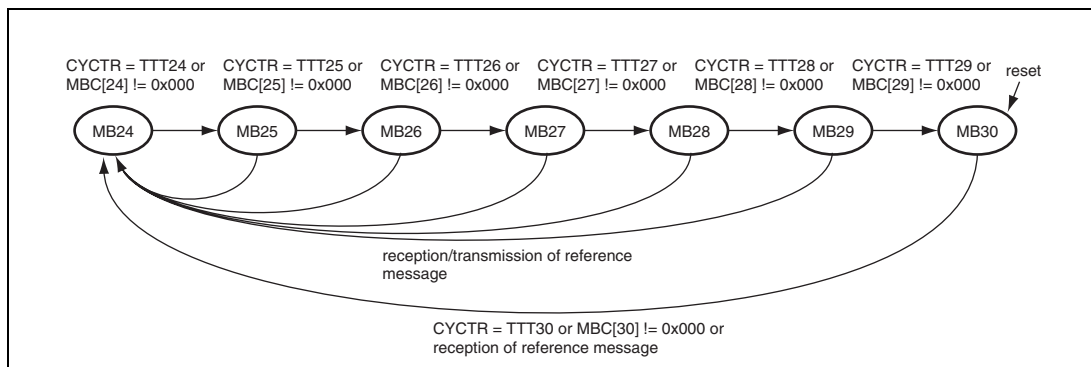 CYCTR = TTT24 or
MBC[24] != 0x000
CYCTR = TTT25 or
MBC[25] != 0x000
CYCTR = TTT26 or
MBC[26] != 0x000
CYCTR = TTT27 or
MBC[27] != 0x000
CYCTR = TTT28 or
MBC[28] != 0x000
CYCTR = TTT29 or
MBC[29] != 0x000
reset
MB24
MB25
MB26
MB27
MB28
MB29
MB30
reception/transmission of reference
message
CYCTR = TTT30 or MBC[30] != 0x000 or
reception of reference message